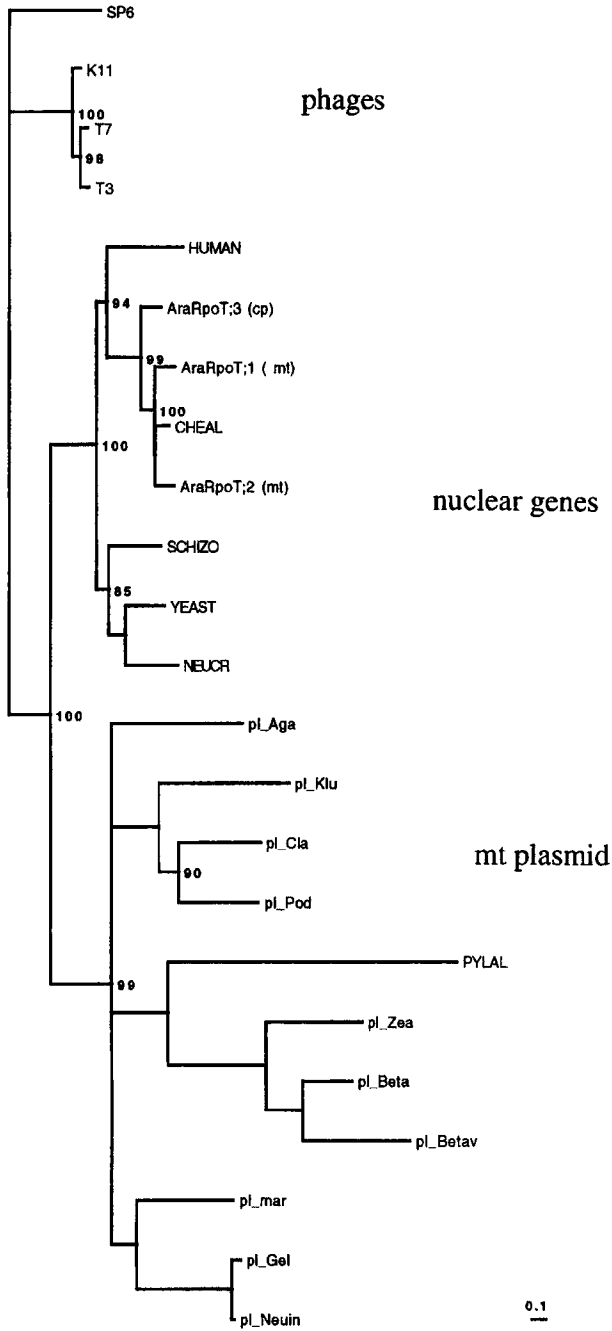 SP6
K11
phages
100
T7
98
T3
HUMAN
94
AraRpoT;3 (cp)
99
AraRpoT;1 ( mt)
100
CHEAL
100
AraRpoT;2 (mt)
nuclear genes
SCHIZO
85
YEAST
NEUCR
100
pl_Aga
pl_Klu
pl_Cla
mt plasmid
90
pl_Pod
PYLAL
99
pl_Zea
pl_Beta
pl_Betav
pl_mar
pl_Gel
0.1
pl_Neuin